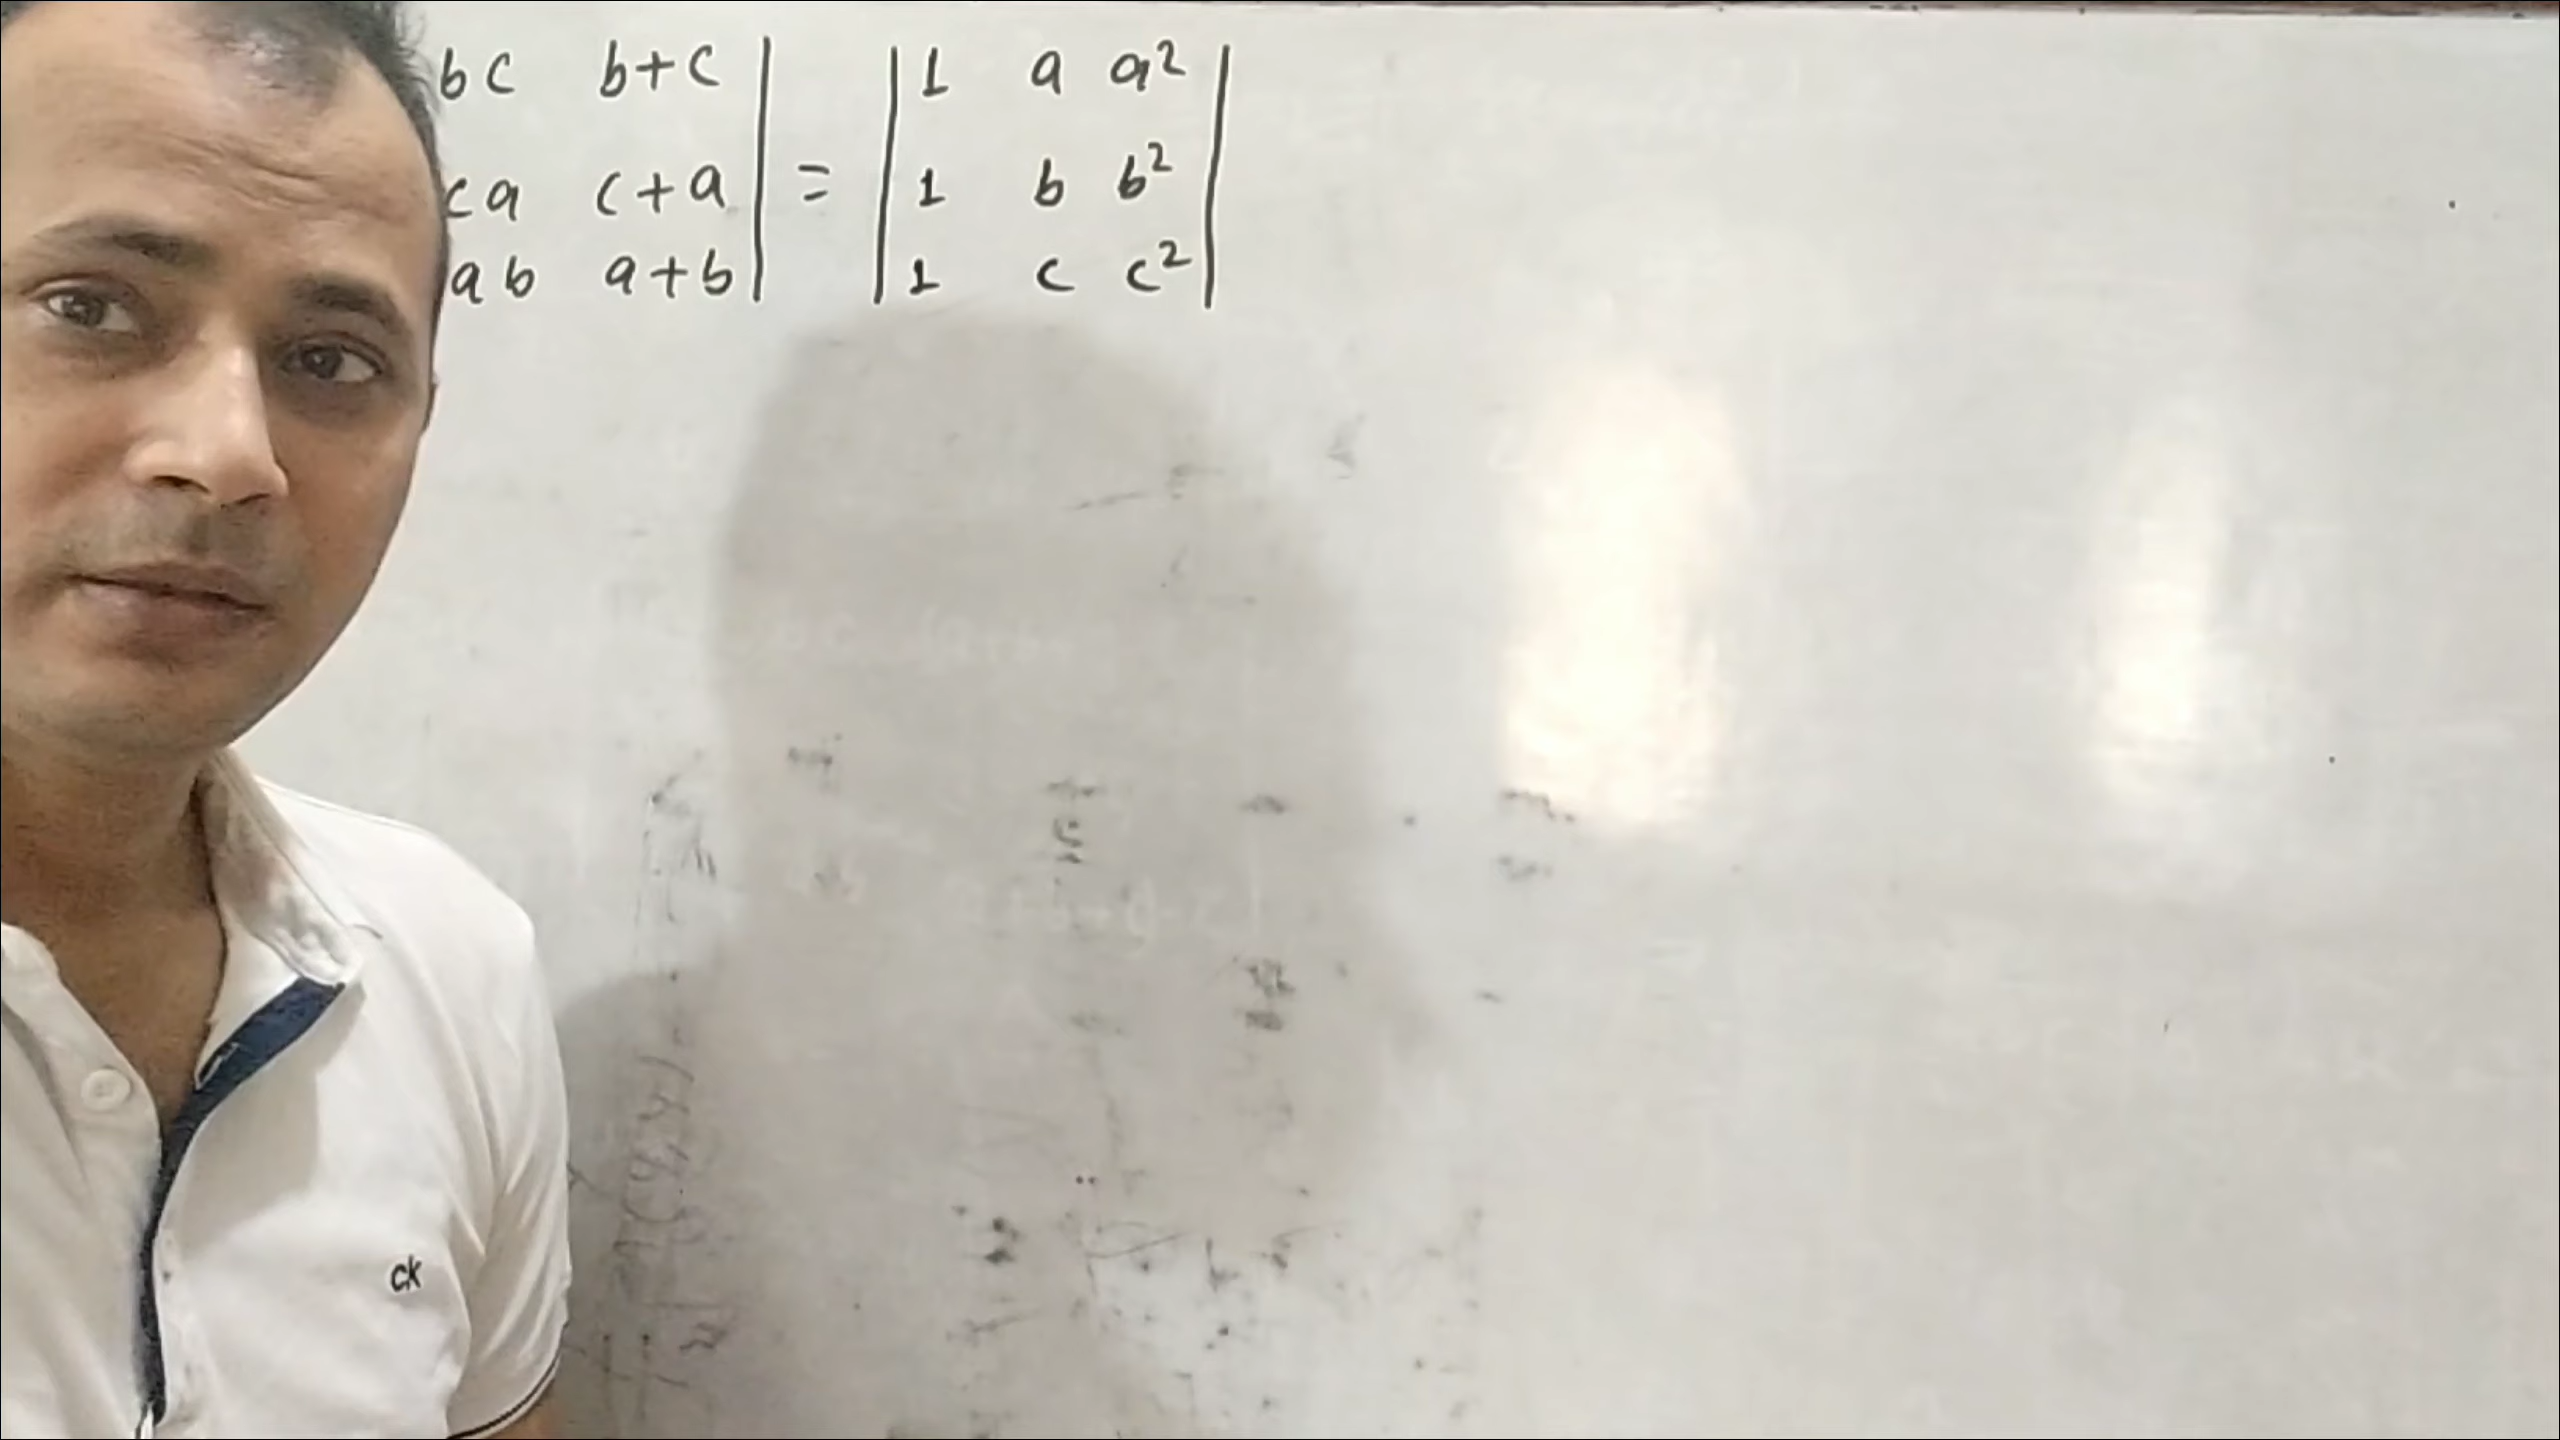 bc b+c | = | 1 a a² |
ca c+a | = | 1 b b² |
ab a+b | | 1 c c² |
ck